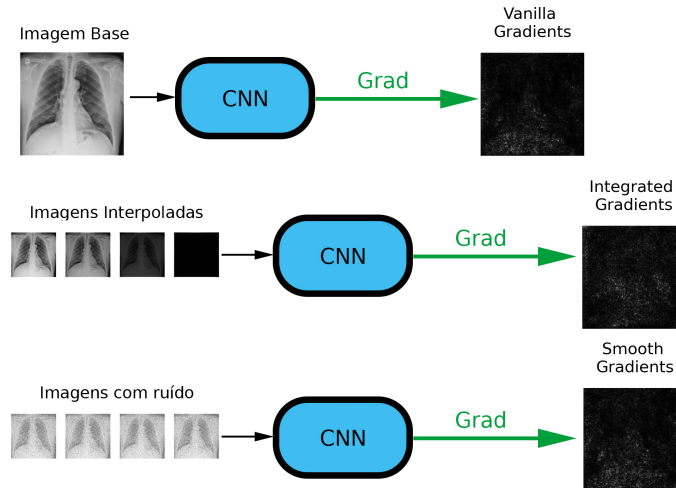 Imagem Base
CNN
Grad
Vanilla
Gradients
Imagens Interpoladas
CNN
Grad
Integrated
Gradients
Imagens com ruído
CNN
Grad
Smooth
Gradients